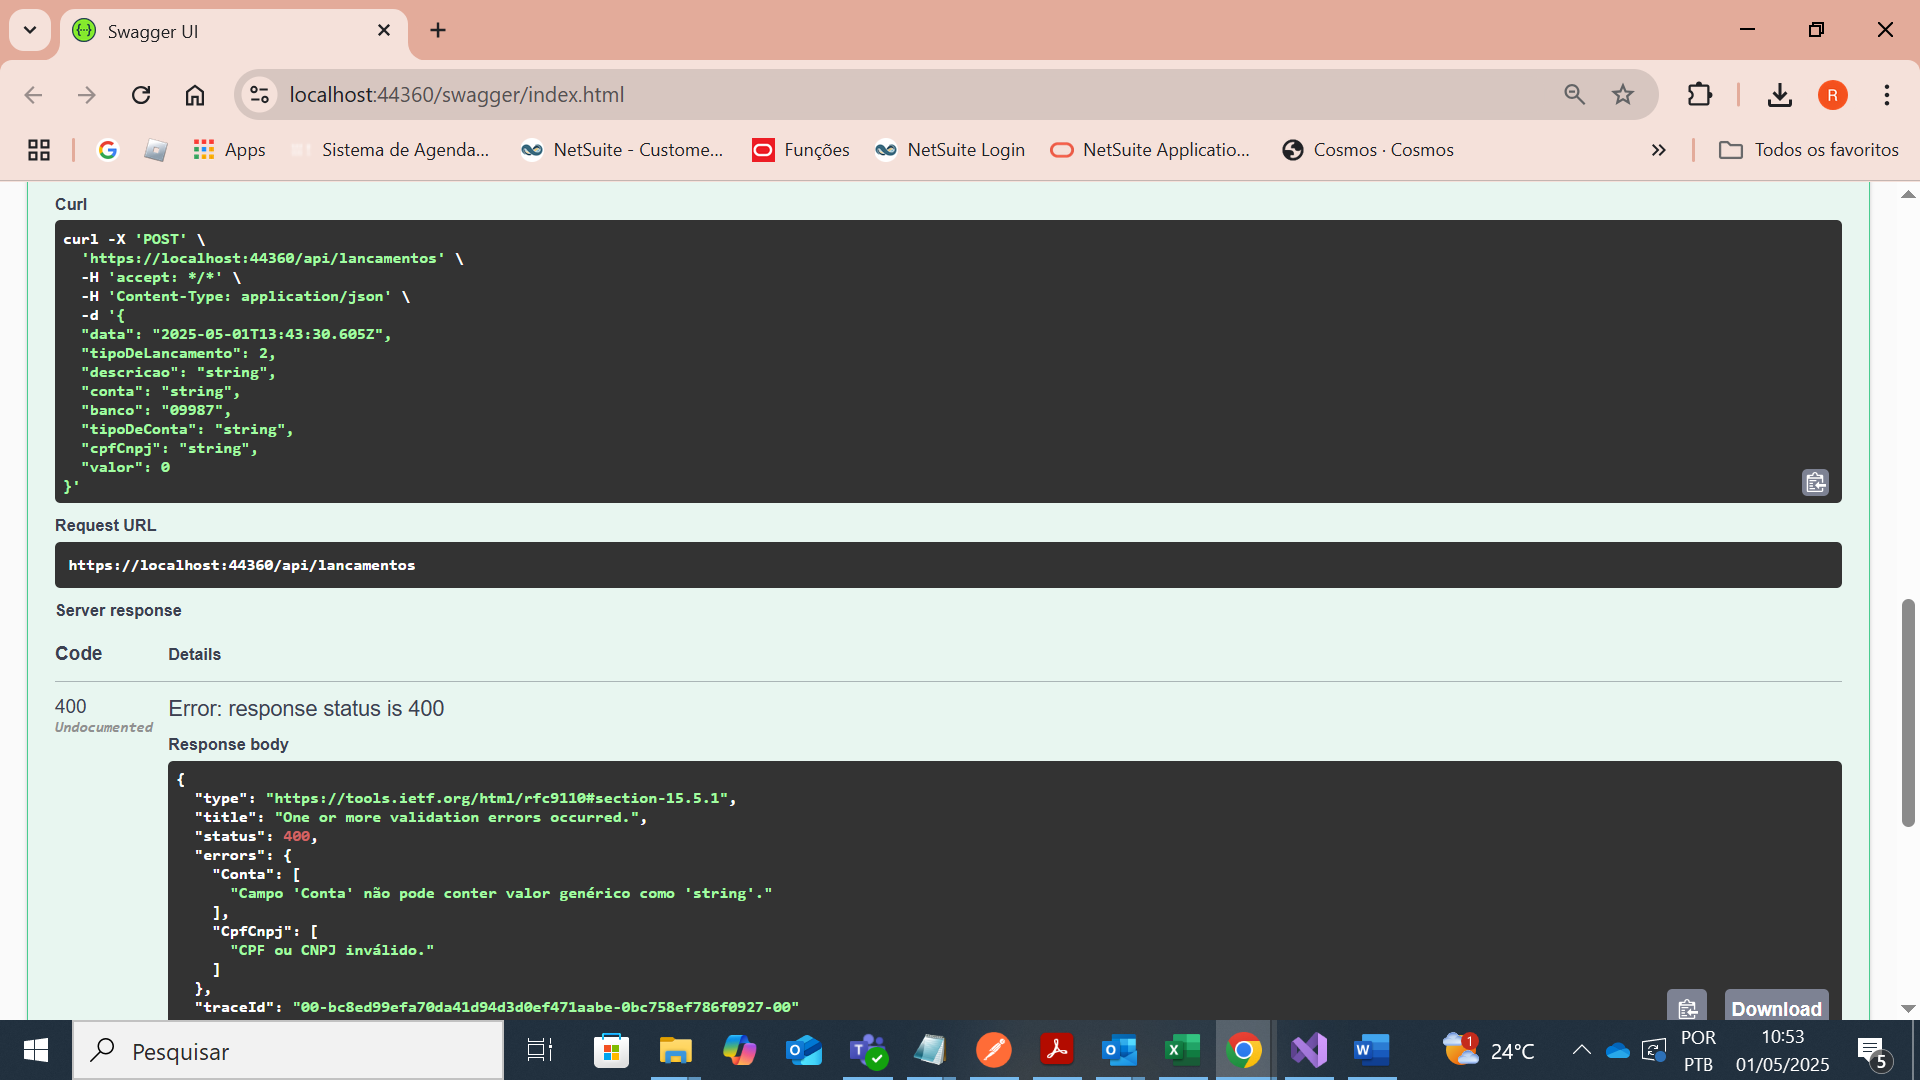 Swagger UI
localhost:44360/swagger/index.html
R
Apps
Sistema de Agenda...
NetSuite - Custome...
Funções
NetSuite Login
NetSuite Applicatio...
Cosmos · Cosmos
Todos os favoritos
Curl
curl -X 'POST' \
'https://localhost:44360/api/lancamentos' \
-H 'accept: */*' \
-H 'Content-Type: application/json' \
-d '{
"data": "2025-05-01T13:43:30.605Z",
"tipoDeLancamento": 2,
"descricao": "string",
"conta": "string",
"banco": "09987",
"tipoDeConta": "string",
"cpfCnpj": "string",
"valor": 0
}'
Request URL
https://localhost:44360/api/lancamentos
Server response
Code Details
400
Undocumented
Error: response status is 400
Response body
{
"type": "https://tools.ietf.org/html/rfc9110#section-15.5.1",
"title": "One or more validation errors occurred.",
"status": 400,
"errors": {
"Conta": [
"Campo 'Conta' não pode conter valor genérico como 'string'."
],
"CpfCnpj": [
"CPF ou CNPJ inválido."
]
},
"traceId": "00-bc8ed99efa70da41d94d3d0ef471aabe-0bc758ef786f0927-00"
Download
Pesquisar
1
24°C
POR
PTB
10:53
01/05/2025
5